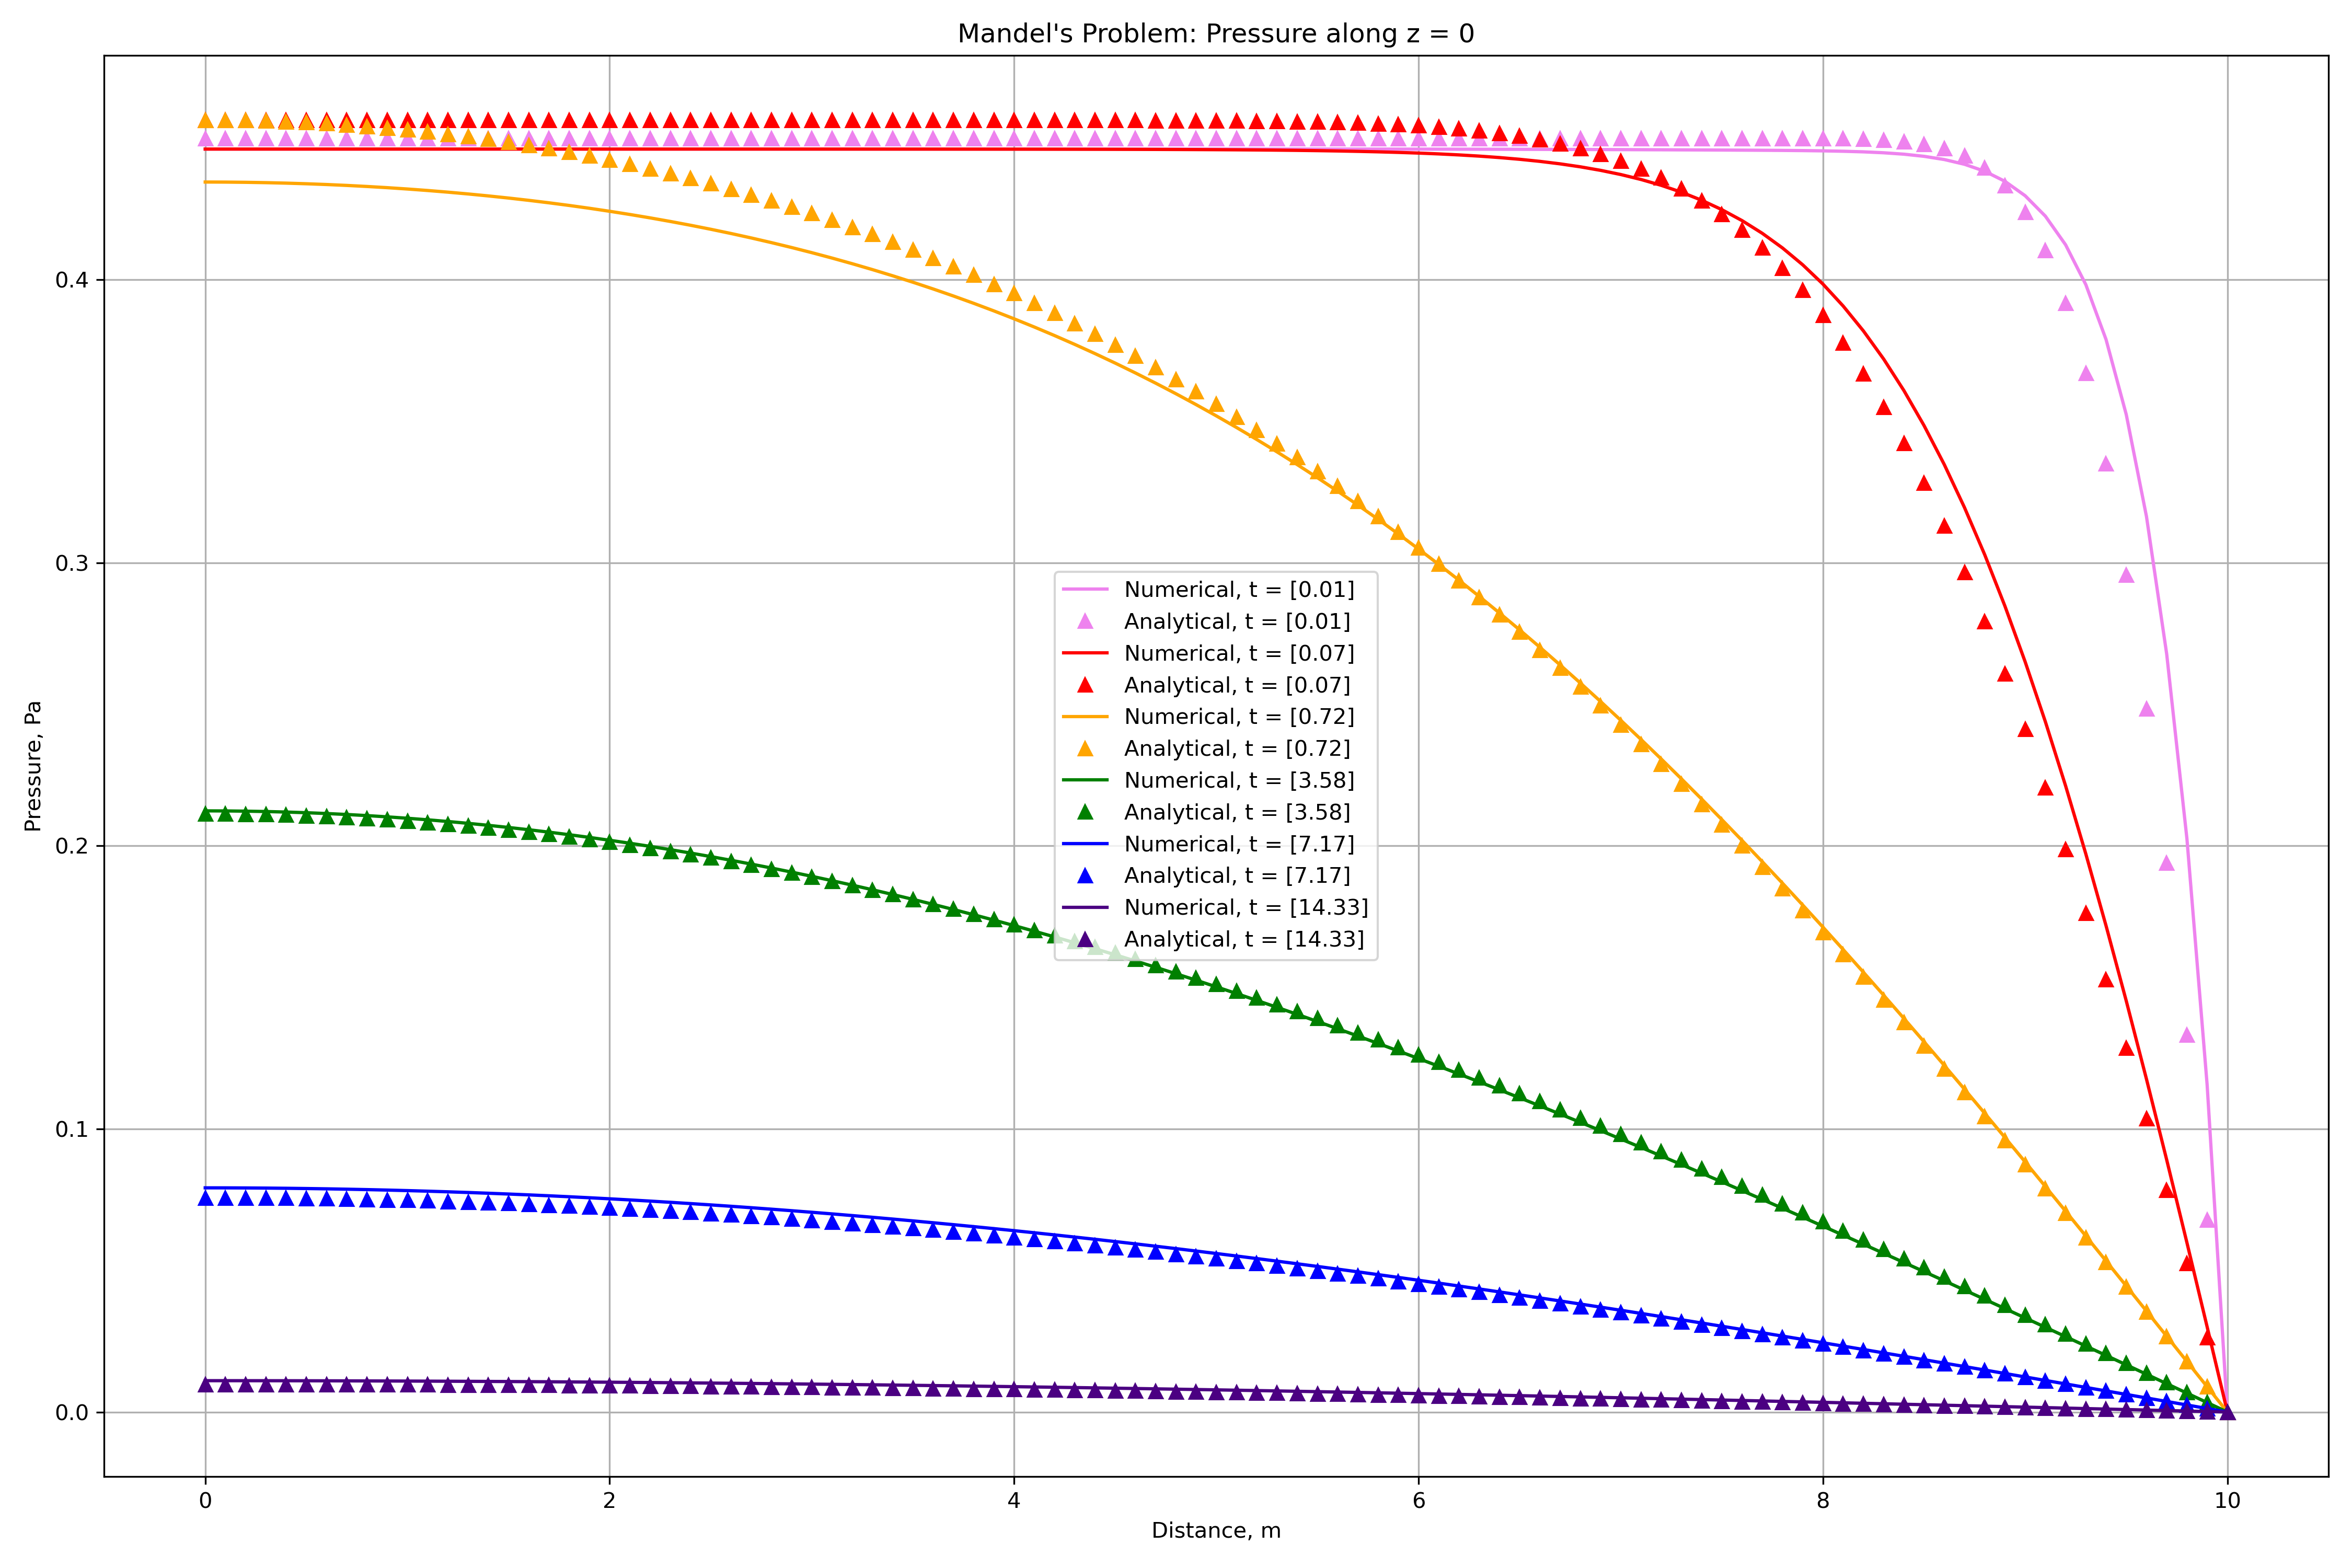 Mandel's Problem: Pressure along z = 0
Pressure, Pa
0.4
0.3
0.2
0.1
0.0
Numerical, t = [0.01]
Analytical, t = [0.01]
Numerical, t = [0.07]
Analytical, t = [0.07]
Numerical, t = [0.72]
Analytical, t = [0.72]
Numerical, t = [3.58]
Analytical, t = [3.58]
Numerical, t = [7.17]
Analytical, t = [7.17]
Numerical, t = [14.33]
Analytical, t = [14.33]
0 2 4 6 8 10
Distance, m